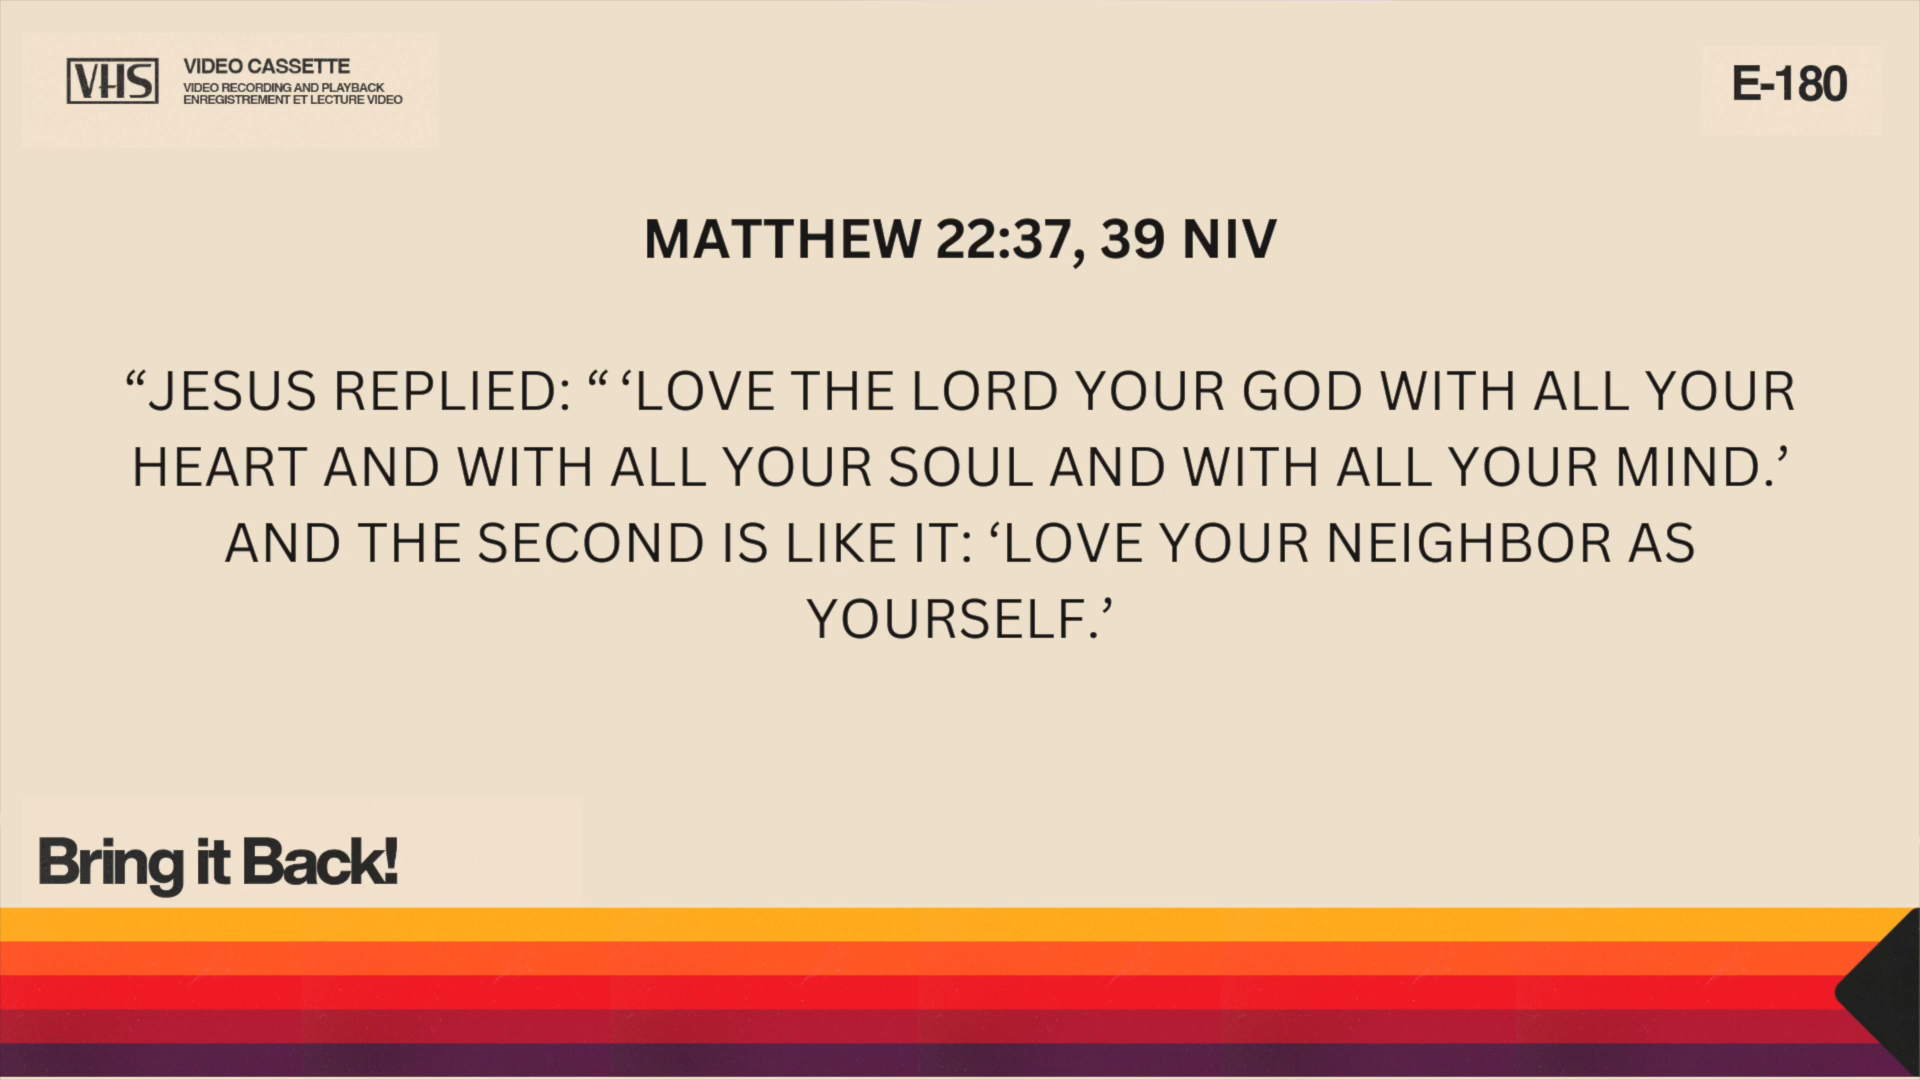 VHS
VIDEO CASSETTE
VIDEO RECORDING AND PLAYBACK
ENREGISTREMENT ET LECTURE VIDEO
E-180
MATTHEW 22:37, 39 NIV
“JESUS REPLIED: “ ‘LOVE THE LORD YOUR GOD WITH ALL YOUR
HEART AND WITH ALL YOUR SOUL AND WITH ALL YOUR MIND.’
AND THE SECOND IS LIKE IT: ‘LOVE YOUR NEIGHBOR AS
YOURSELF.’
Bring it Back!